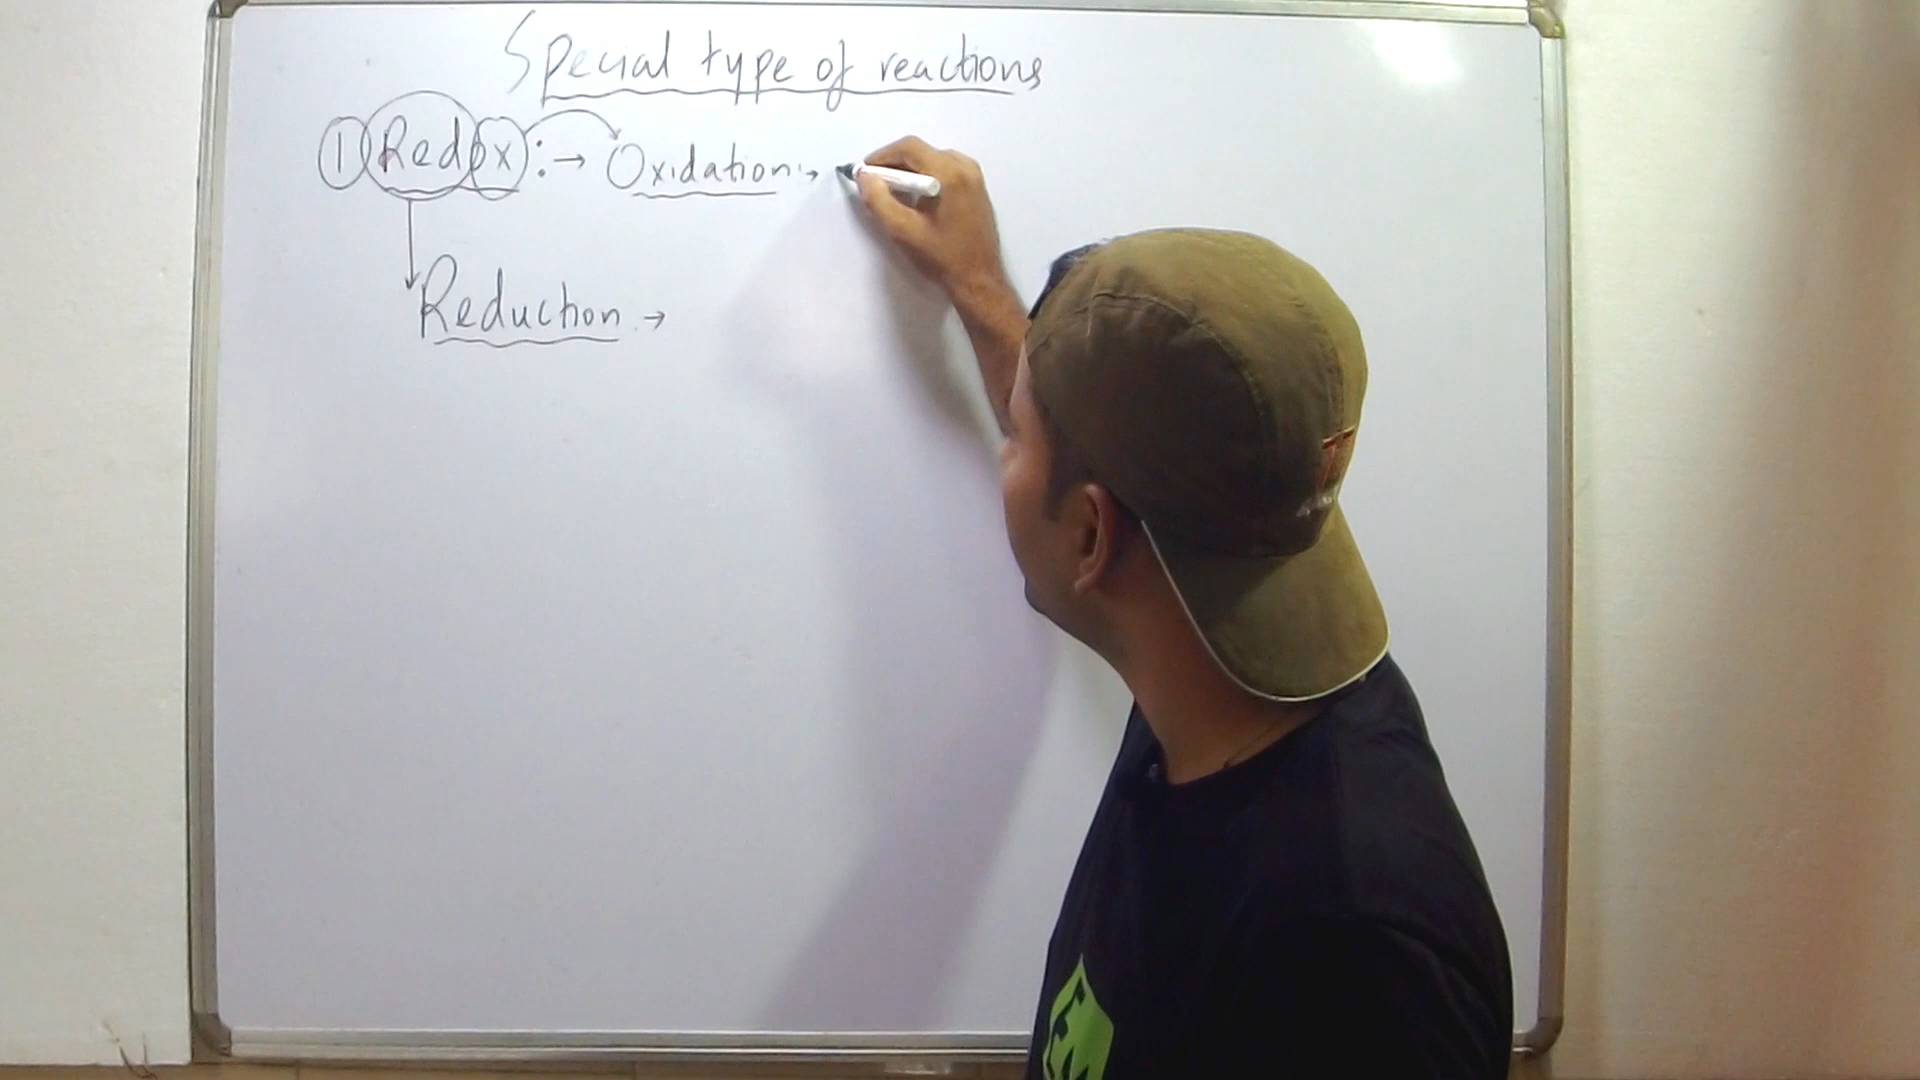 Special type of reactions
1 Redox :→ Oxidation :→
Reduction →